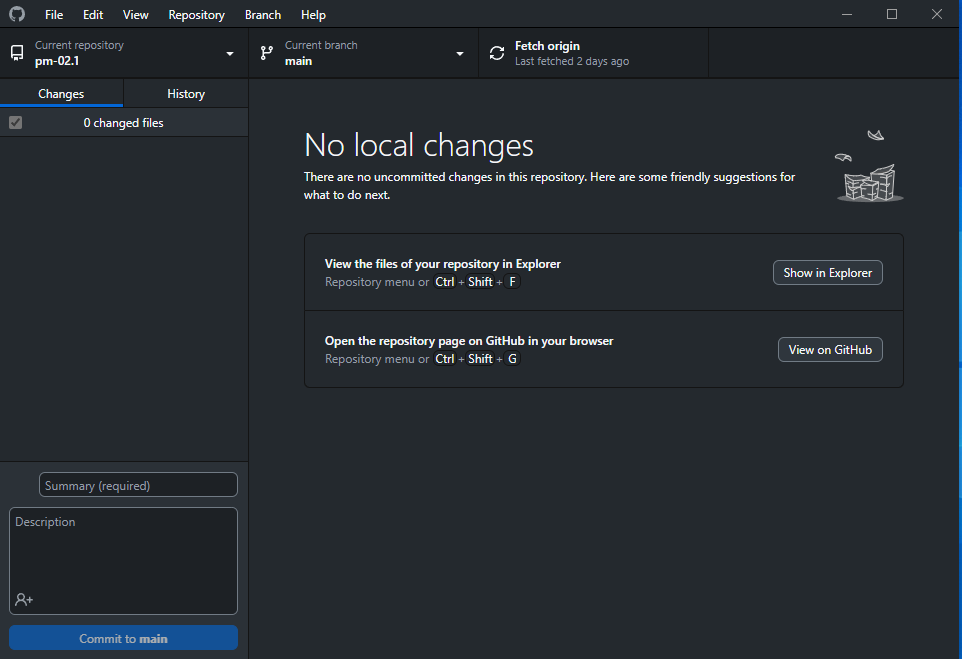 File Edit View Repository Branch Help
Current repository
pm-02.1
Current branch
main
Fetch origin
Last fetched 2 days ago
Changes
History
0 changed files
No local changes
There are no uncommitted changes in this repository. Here are some friendly suggestions for
what to do next.
View the files of your repository in Explorer
Repository menu or Ctrl + Shift + F
Show in Explorer
Open the repository page on GitHub in your browser
Repository menu or Ctrl + Shift + G
View on GitHub
Summary (required)
Description
Commit to main